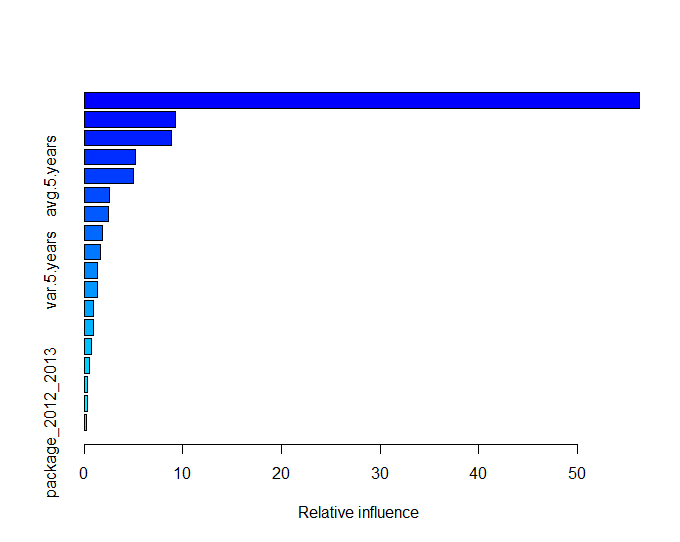 avg.5.years
var.5.years
package_2012_2013
0 10 20 30 40 50
Relative influence